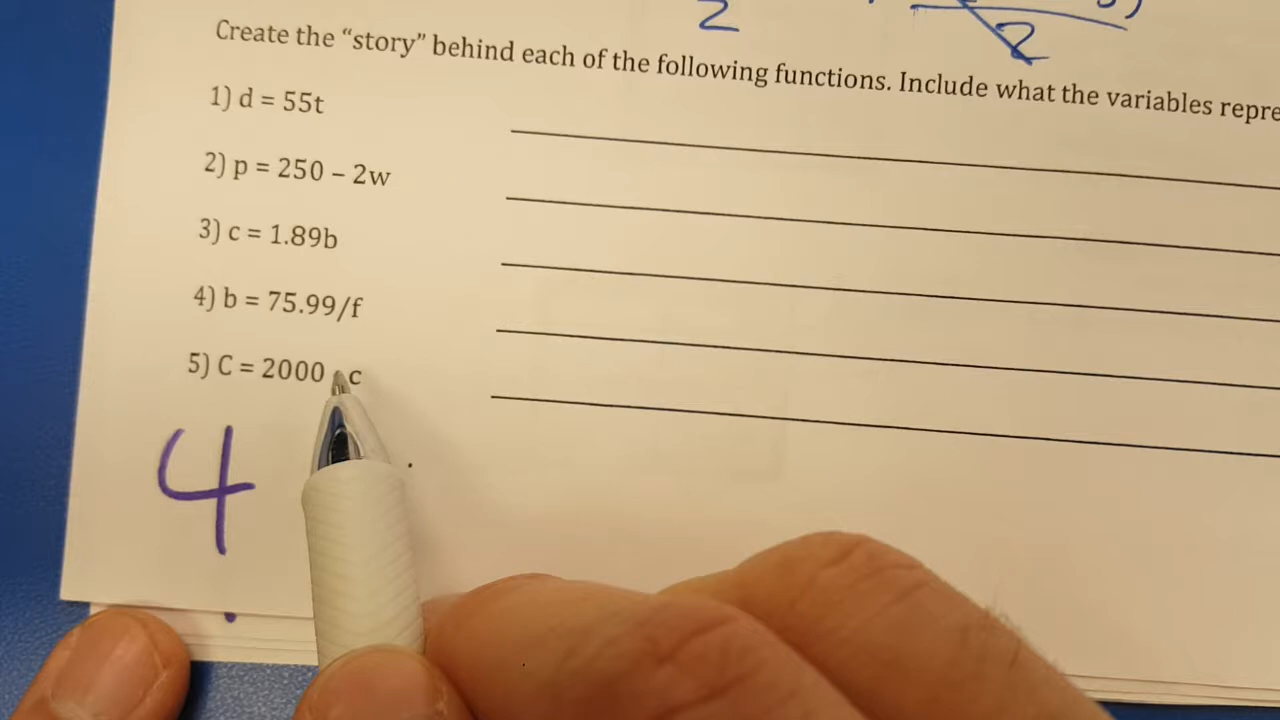 2 2
Create the “story” behind each of the following functions. Include what the variables repre
1) d = 55t
2) p = 250 – 2w
3) c = 1.89b
4) b = 75.99/f
5) C = 2000 c
4